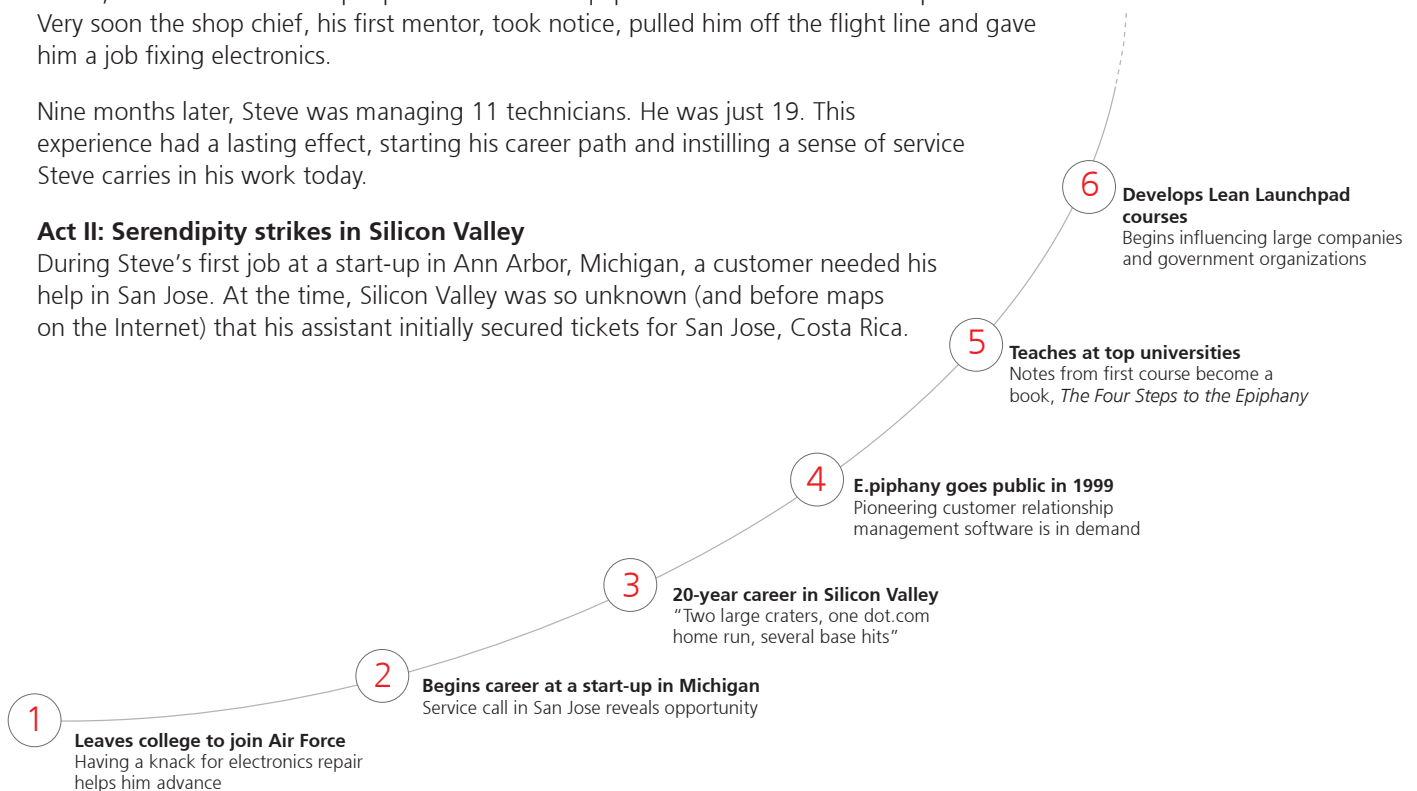 Very soon the shop chief, his first mentor, took notice, pulled him off the flight line and gave
him a job fixing electronics.
Nine months later, Steve was managing 11 technicians. He was just 19. This
experience had a lasting effect, starting his career path and instilling a sense of service
Steve carries in his work today.
Act II: Serendipity strikes in Silicon Valley
During Steve’s first job at a start-up in Ann Arbor, Michigan, a customer needed his
help in San Jose. At the time, Silicon Valley was so unknown (and before maps
on the Internet) that his assistant initially secured tickets for San Jose, Costa Rica.
6
Develops Lean Launchpad
courses
Begins influencing large companies
and government organizations
5
Teaches at top universities
Notes from first course become a
book, The Four Steps to the Epiphany
4
E.piphany goes public in 1999
Pioneering customer relationship
management software is in demand
3
20-year career in Silicon Valley
“Two large craters, one dot.com
home run, several base hits”
2
Begins career at a start-up in Michigan
Service call in San Jose reveals opportunity
1
Leaves college to join Air Force
Having a knack for electronics repair
helps him advance